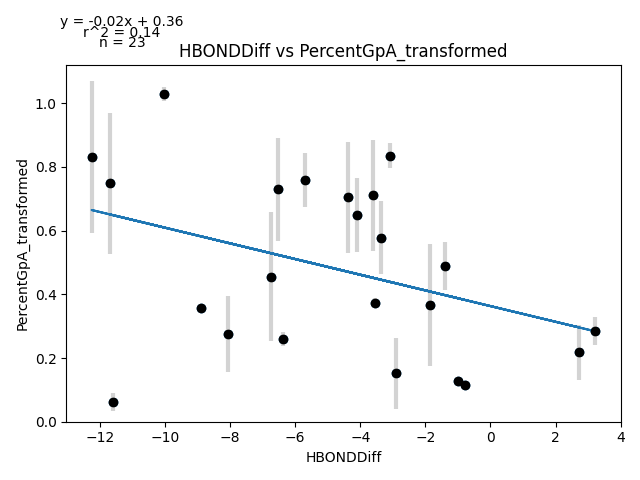 y = -0.02x + 0.36
r^2 = 0.14
n = 23
HBONDDiff vs PercentGpA_transformed
PercentGpA_transformed
1.0
0.8
0.6
0.4
0.2
0.0
−12 −10 −8 −6 −4 −2 0 2 4
HBONDDiff